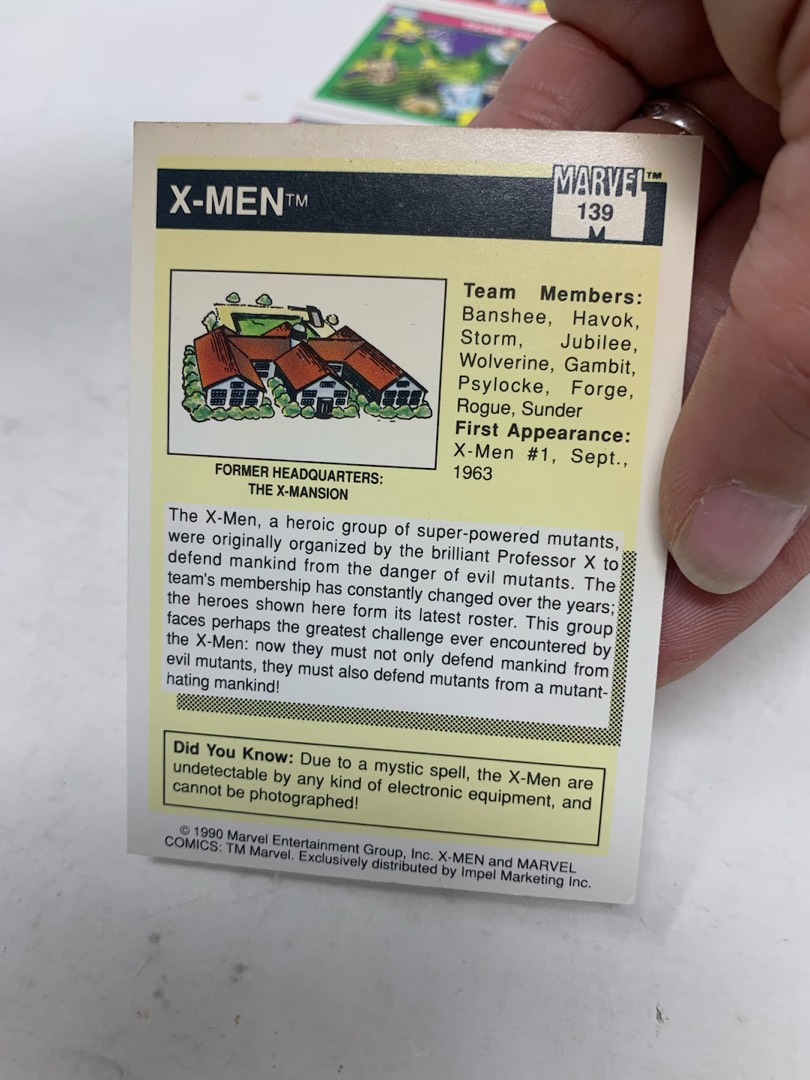 X-MEN™
MARVEL™
139
Team Members:
Banshee, Havok,
Storm, Jubilee,
Wolverine, Gambit,
Psylocke, Forge,
Rogue, Sunder
First Appearance:
X-Men #1, Sept.,
1963
FORMER HEADQUARTERS:
THE X-MANSION
The X-Men, a heroic group of super-powered mutants,
were originally organized by the brilliant Professor X to
defend mankind from the danger of evil mutants. The
team's membership has constantly changed over the years;
the heroes shown here form its latest roster. This group
faces perhaps the greatest challenge ever encountered by
the X-Men: now they must not only defend mankind from
evil mutants, they must also defend mutants from a mutant-
hating mankind!
Did You Know: Due to a mystic spell, the X-Men are
undetectable by any kind of electronic equipment, and
cannot be photographed!
© 1990 Marvel Entertainment Group, Inc. X-MEN and MARVEL
COMICS: TM Marvel. Exclusively distributed by Impel Marketing Inc.